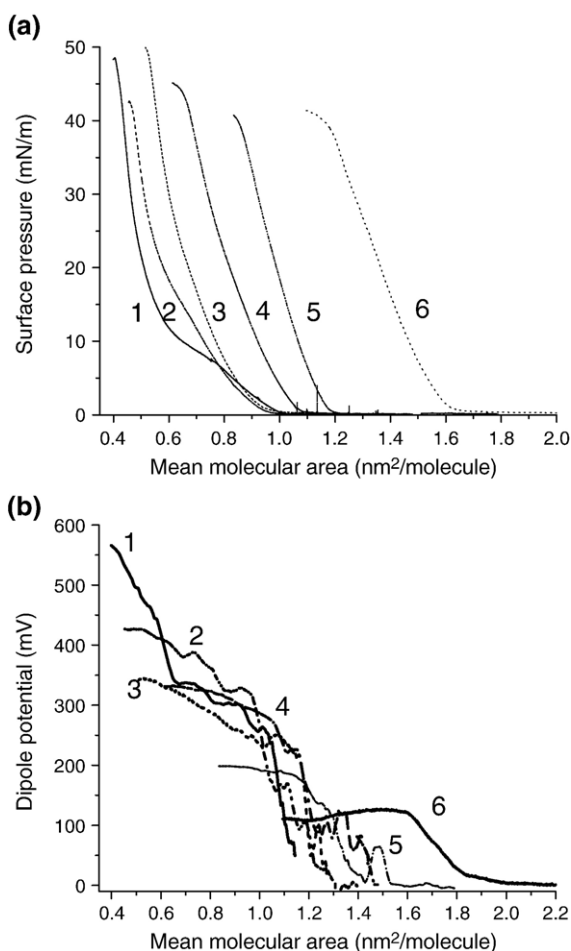 (a)
50
40
30
20
10
0
Surface pressure (mN/m)
1 2 3 4 5 6
0.4 0.6 0.8 1.0 1.2 1.4 1.6 1.8 2.0
Mean molecular area (nm²/molecule)
(b)
600
500
400
300
200
100
0
Dipole potential (mV)
1
2
3
4
5
6
0.4 0.6 0.8 1.0 1.2 1.4 1.6 1.8 2.0 2.2
Mean molecular area (nm²/molecule)